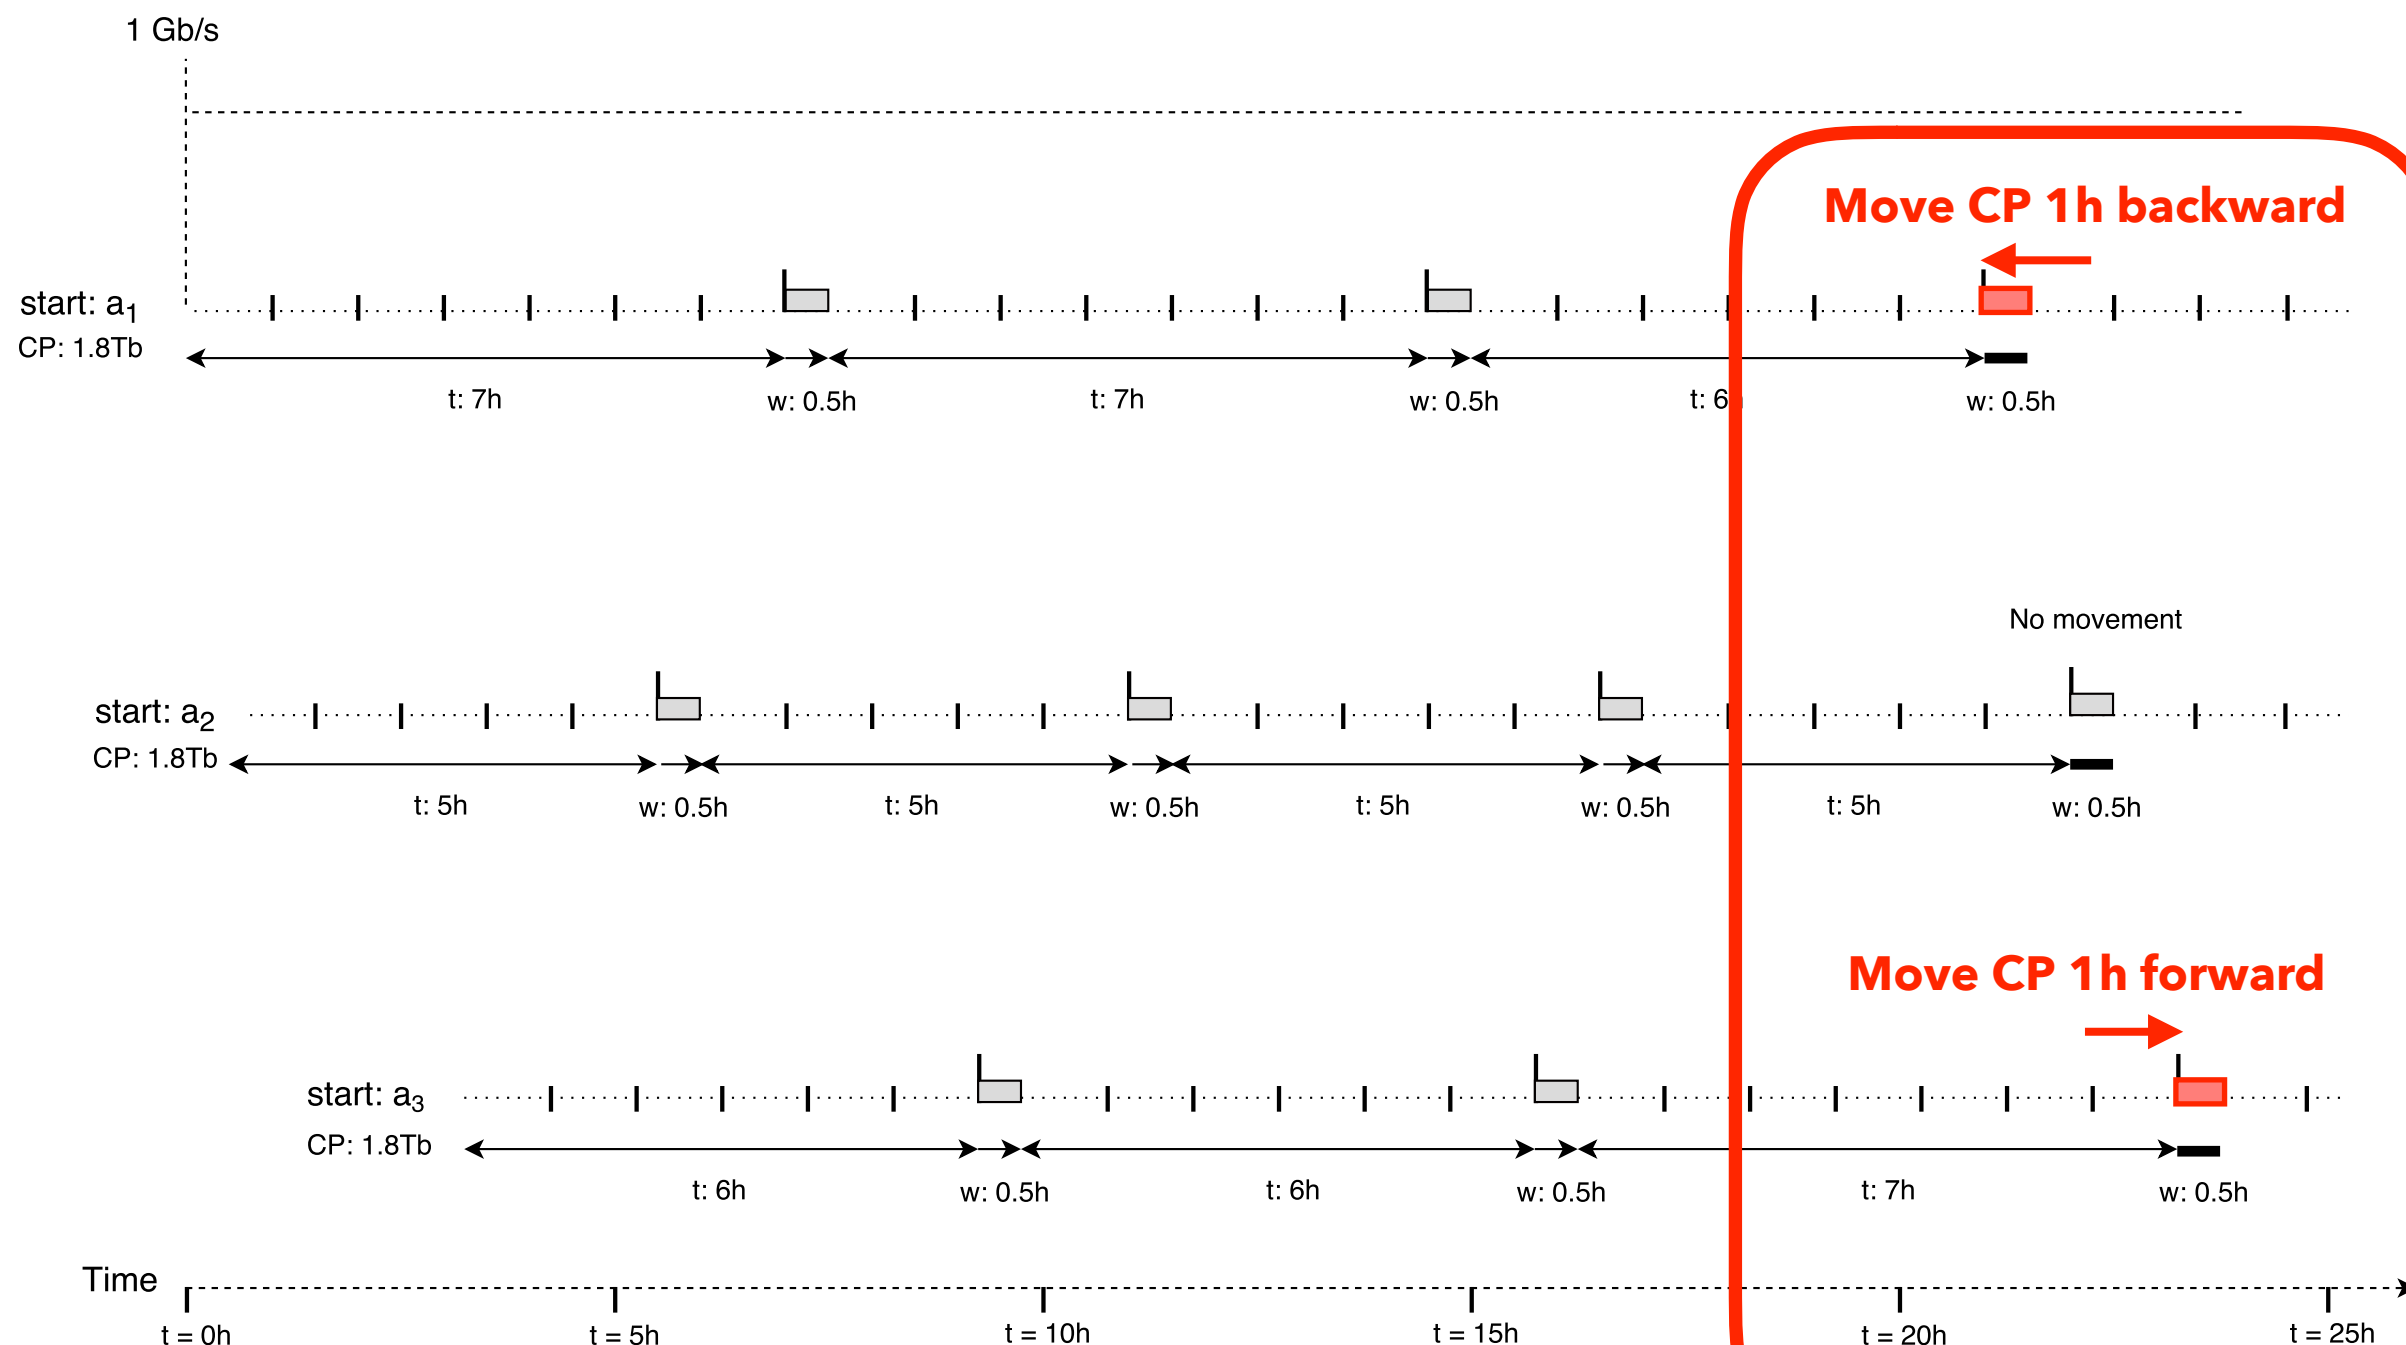 1 Gb/s
Move CP 1h backward
start: a1
CP: 1.8Tb
t: 7h
w: 0.5h
t: 7h
w: 0.5h
t: 6
w: 0.5h
No movement
start: a2
CP: 1.8Tb
t: 5h
w: 0.5h
t: 5h
w: 0.5h
t: 5h
w: 0.5h
t: 5h
w: 0.5h
Move CP 1h forward
start: a3
CP: 1.8Tb
t: 6h
w: 0.5h
t: 6h
w: 0.5h
t: 7h
w: 0.5h
Time
t = 0h
t = 5h
t = 10h
t = 15h
t = 20h
t = 25h